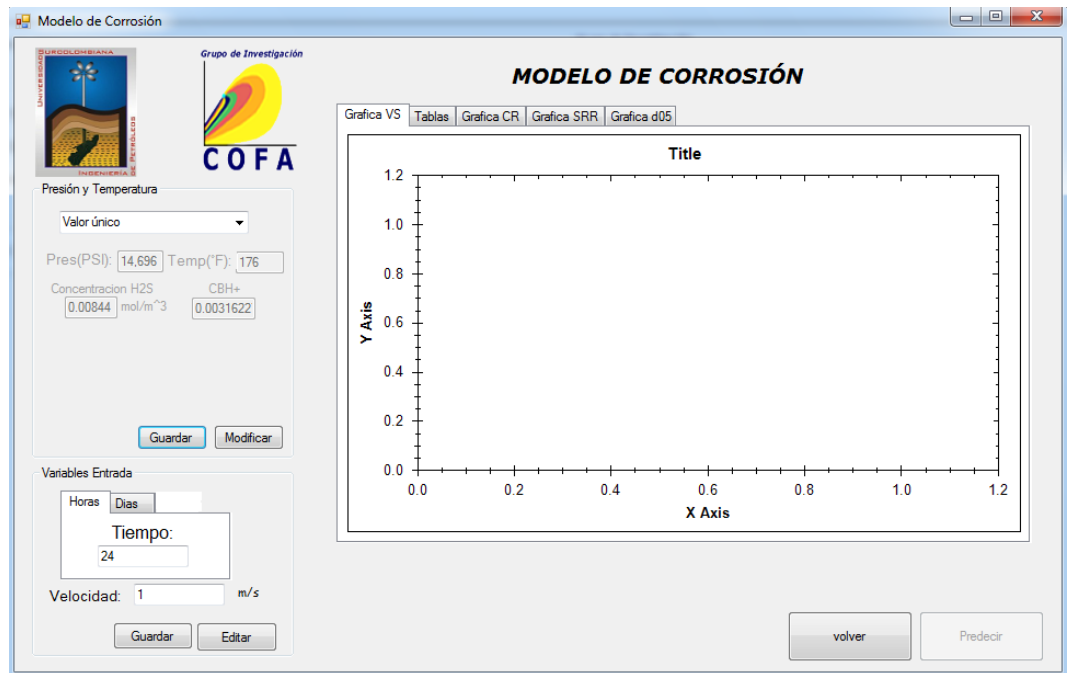 Modelo de Corrosión
UNIVERSIDAD SURCOLOMBIANA
INGENIERÍA DE PETRÓLEOS
Grupo de Investigación
COFA
MODELO DE CORROSIÓN
Grafica VS Tablas Grafica CR Grafica SRR Grafica d05
Title
1.2
1.0
0.8
0.6
0.4
0.2
0.0
Y Axis
0.0 0.2 0.4 0.6 0.8 1.0 1.2
X Axis
Presión y Temperatura
Valor único
Pres(PSI): 14,696 Temp(°F): 176
Concentracion H2S CBH+
0.00844 mol/m^3 0.0031622
Guardar Modificar
Variables Entrada
Horas Dias
Tiempo:
24
Velocidad: 1 m/s
Guardar Editar
volver Predecir